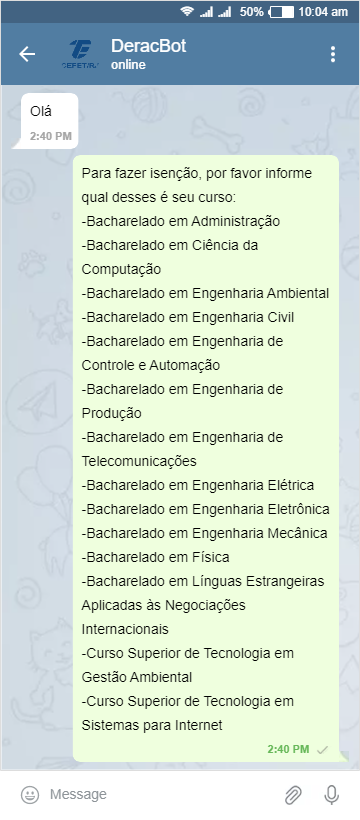 50% 10:04 am
DeracBot
CEFET/RJ
online
Olá
2:40 PM
Para fazer isenção, por favor informe
qual desses é seu curso:
-Bacharelado em Administração
-Bacharelado em Ciência da
Computação
-Bacharelado em Engenharia Ambiental
-Bacharelado em Engenharia Civil
-Bacharelado em Engenharia de
Controle e Automação
-Bacharelado em Engenharia de
Produção
-Bacharelado em Engenharia de
Telecomunicações
-Bacharelado em Engenharia Elétrica
-Bacharelado em Engenharia Eletrônica
-Bacharelado em Engenharia Mecânica
-Bacharelado em Física
-Bacharelado em Línguas Estrangeiras
Aplicadas às Negociações
Internacionais
-Curso Superior de Tecnologia em
Gestão Ambiental
-Curso Superior de Tecnologia em
Sistemas para Internet
2:40 PM
Message